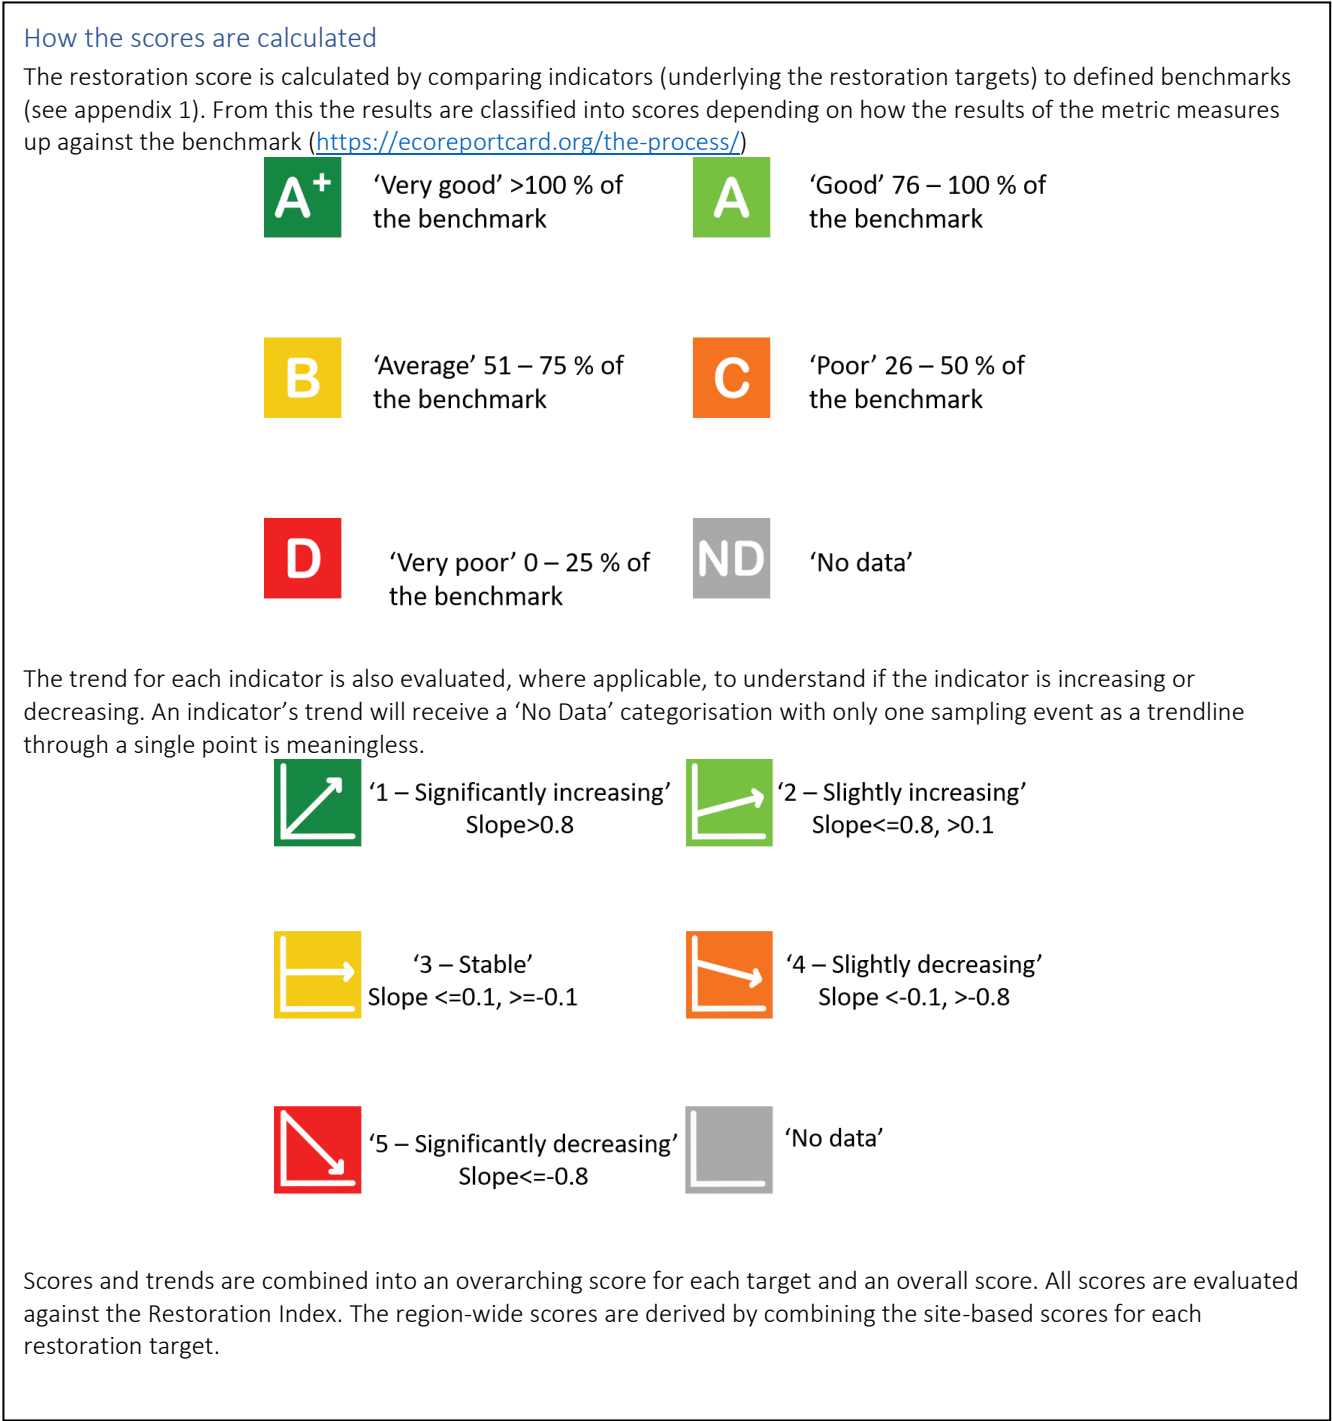 How the scores are calculated
The restoration score is calculated by comparing indicators (underlying the restoration targets) to defined benchmarks
(see appendix 1). From this the results are classified into scores depending on how the results of the metric measures
up against the benchmark (https://ecoreportcard.org/the-process/)
A+
‘Very good’ >100 % of
the benchmark
A
‘Good’ 76 – 100 % of
the benchmark
B
‘Average’ 51 – 75 % of
the benchmark
C
‘Poor’ 26 – 50 % of
the benchmark
D
‘Very poor’ 0 – 25 % of
the benchmark
ND
‘No data’
The trend for each indicator is also evaluated, where applicable, to understand if the indicator is increasing or
decreasing. An indicator’s trend will receive a ‘No Data’ categorisation with only one sampling event as a trendline
through a single point is meaningless.
‘1 – Significantly increasing’
Slope>0.8
‘2 – Slightly increasing’
Slope<=0.8, >0.1
‘3 – Stable’
Slope <=0.1, >=-0.1
‘4 – Slightly decreasing’
Slope <-0.1, >-0.8
‘5 – Significantly decreasing’
Slope<=-0.8
‘No data’
Scores and trends are combined into an overarching score for each target and an overall score. All scores are evaluated
against the Restoration Index. The region-wide scores are derived by combining the site-based scores for each
restoration target.